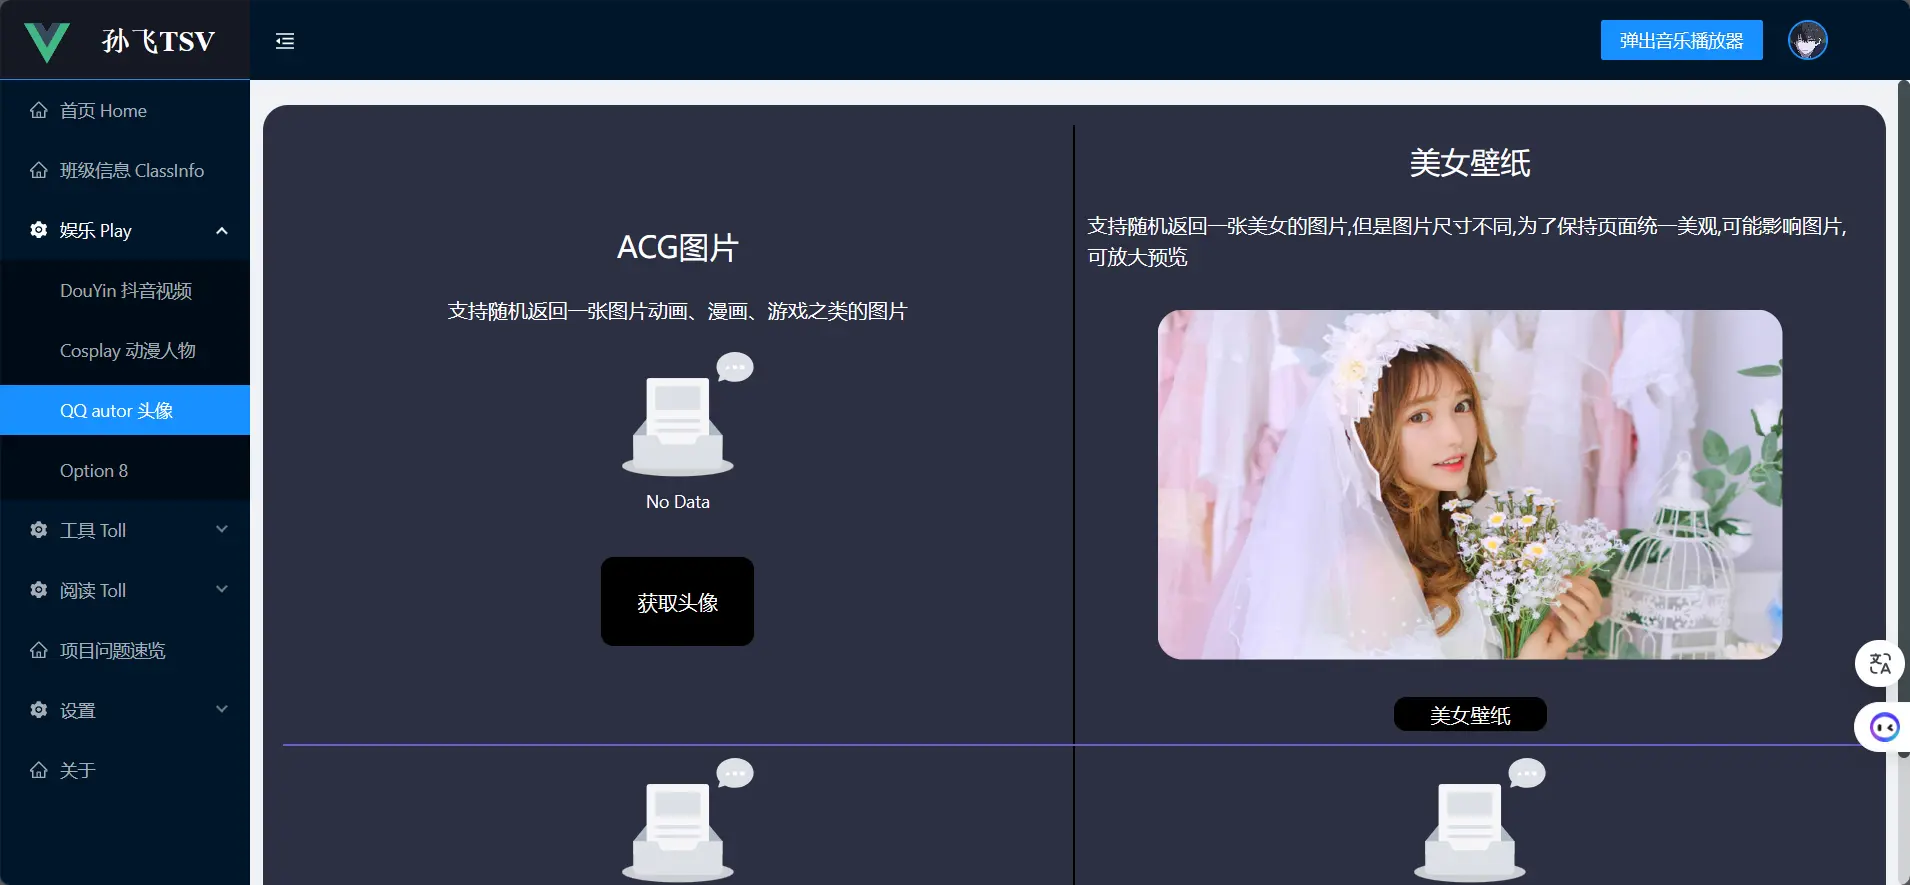 孙飞TSV
弹出音乐播放器
首页 Home
班级信息 ClassInfo
娱乐 Play
DouYin 抖音视频
Cosplay 动漫人物
QQ autor 头像
Option 8
工具 Toll
阅读 Toll
项目问题速览
设置
关于
ACG图片
支持随机返回一张图片动画、漫画、游戏之类的图片
No Data
获取头像
美女壁纸
支持随机返回一张美女的图片,但是图片尺寸不同,为了保持页面统一美观,可能影响图片,
可放大预览
美女壁纸
文A